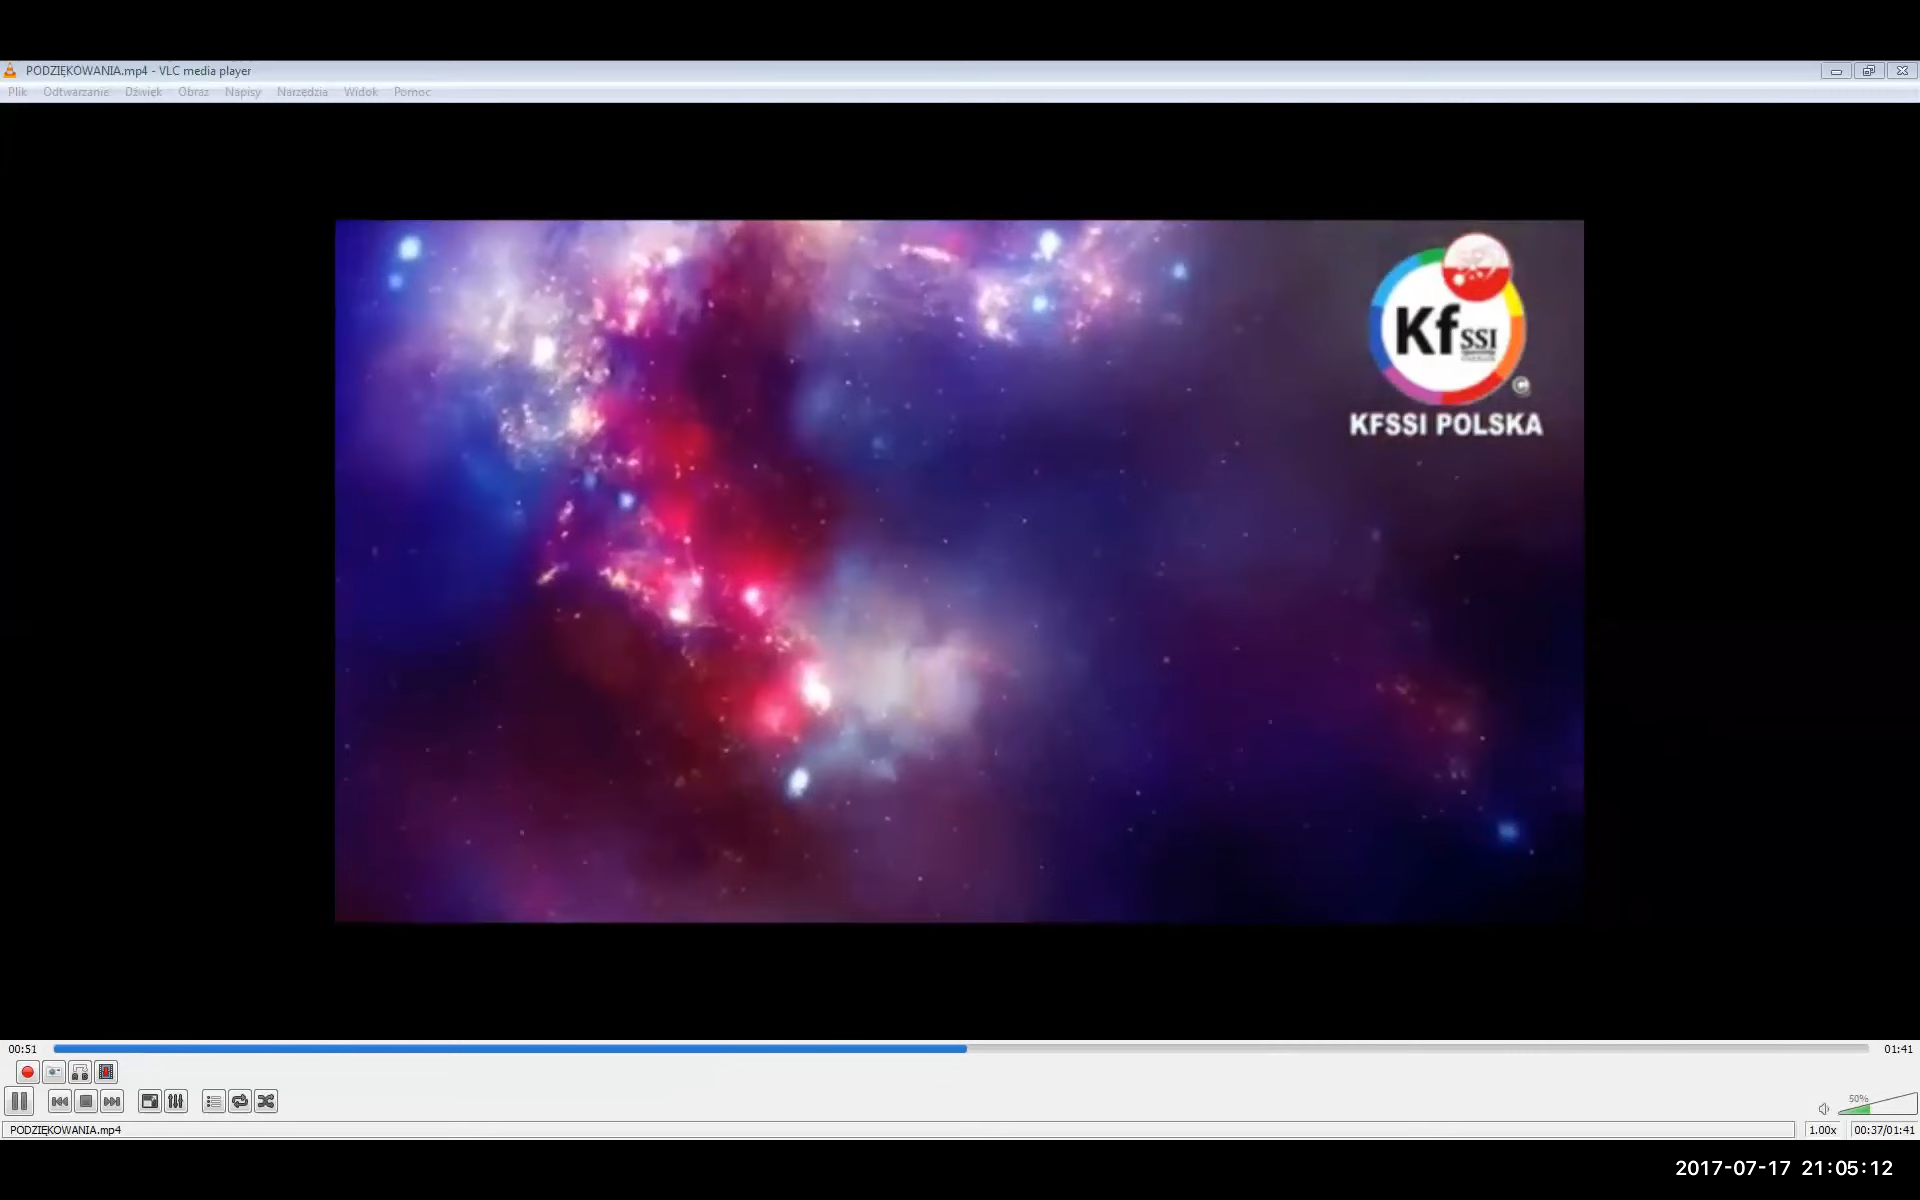 PODZIĘKOWANIA.mp4 - VLC media player
Plik Odtwarzanie Dźwięk Obraz Napisy Narzędzia Widok Pomoc
Kf SSI
©
KFSSI POLSKA
00:51 01:41
50%
PODZIĘKOWANIA.mp4 1.00x 00:37/01:41
2017-07-17 21:05:12